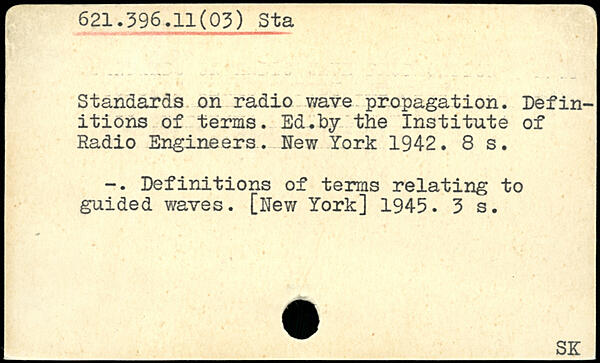 621.396.11(03) Sta
Standards on radio wave propagation. Defin-
itions of terms. Ed.by the Institute of
Radio Engineers. New York 1942. 8 s.
-. Definitions of terms relating to
guided waves. [New York] 1945. 3 s.
SK